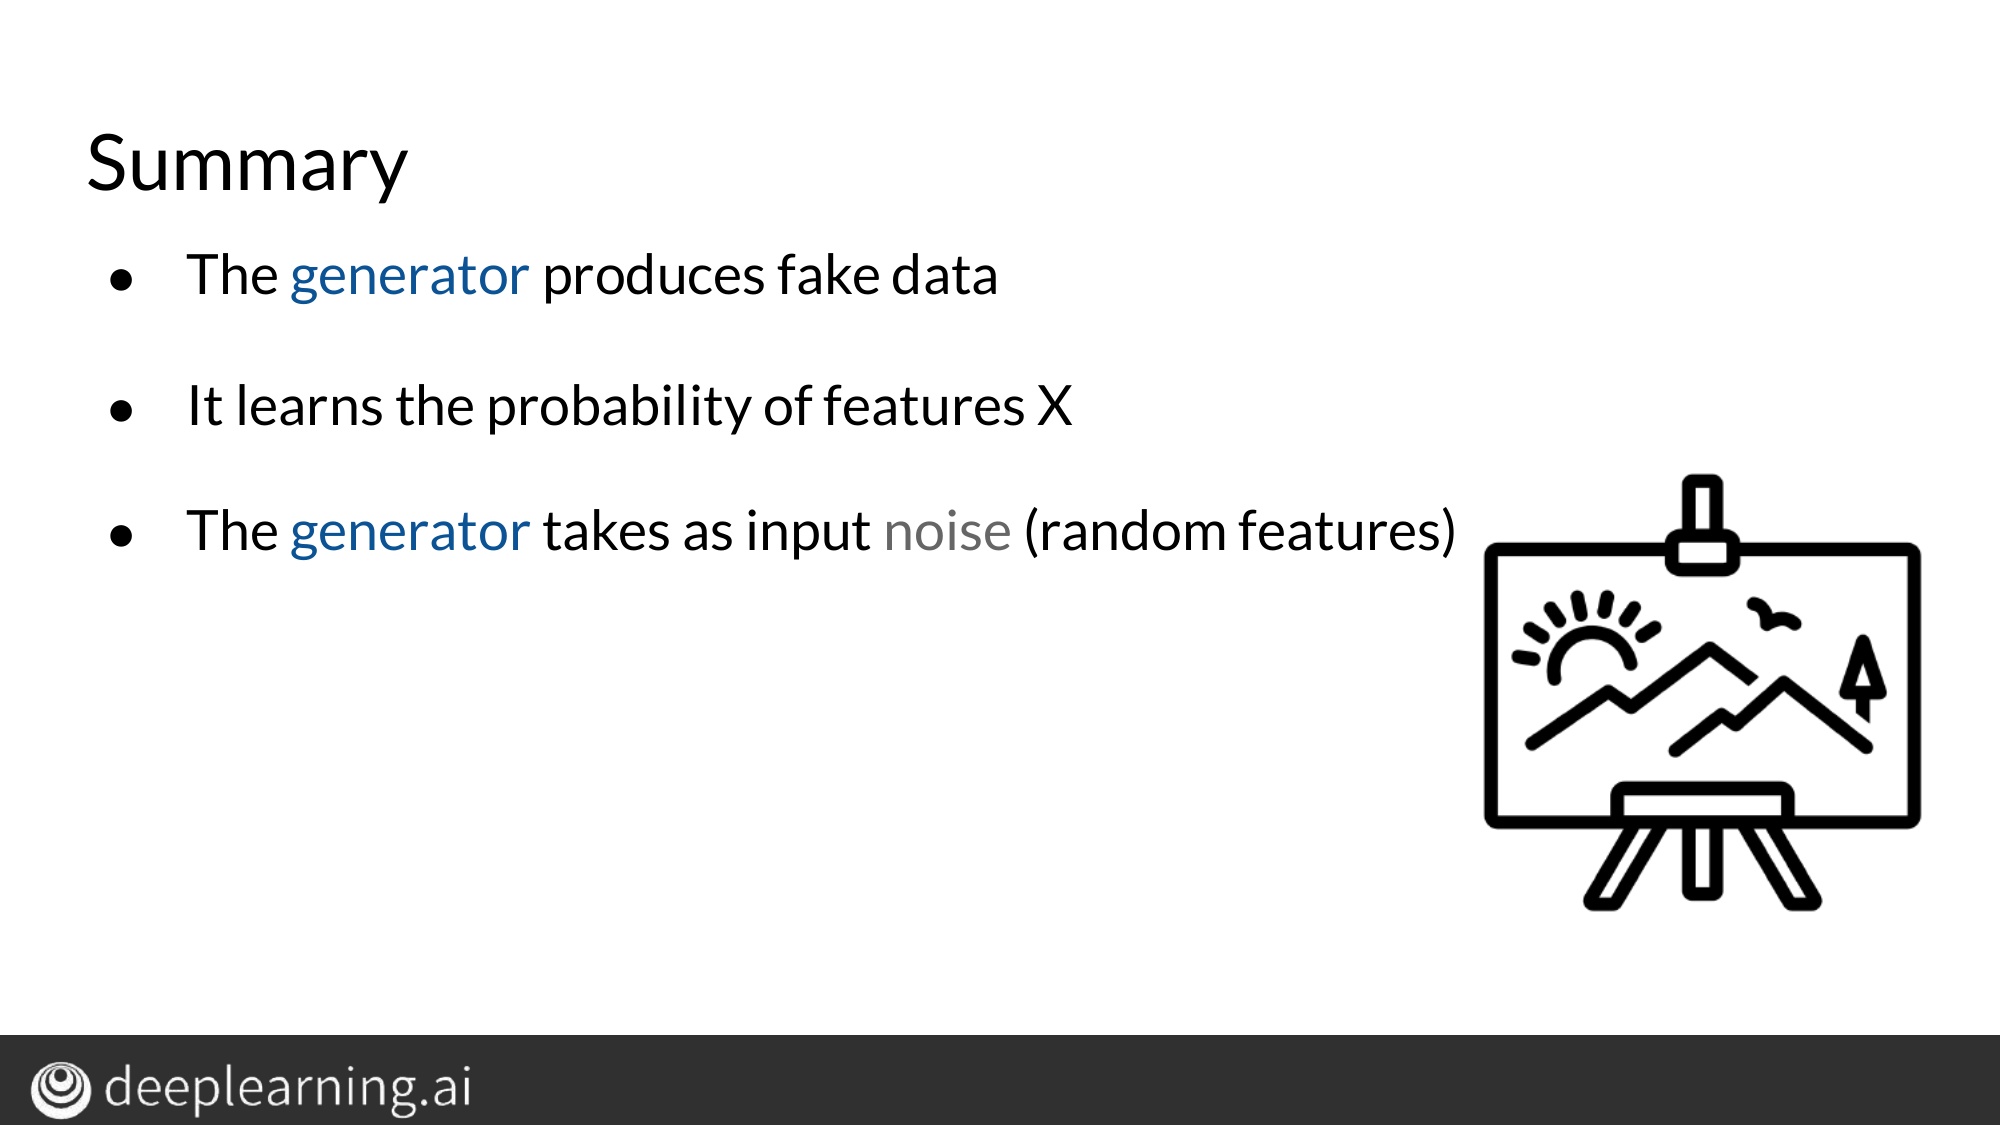 Summary
● The generator produces fake data
● It learns the probability of features X
● The generator takes as input noise (random features)
deeplearning.ai